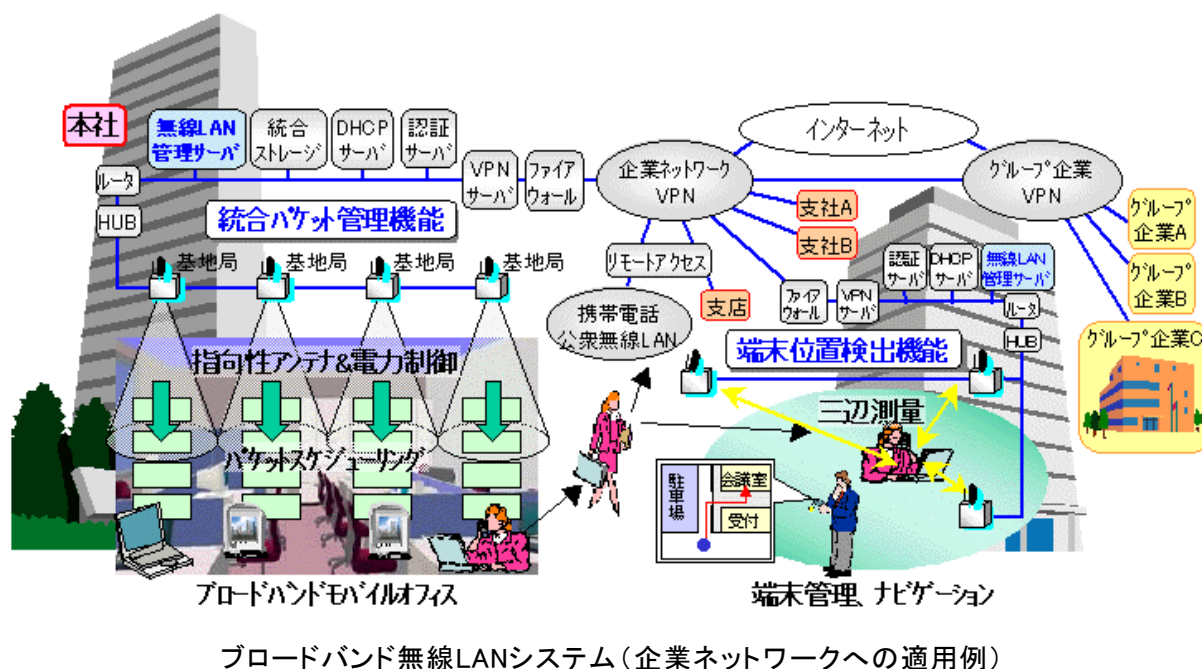 本社
無線LAN
管理サーバ
統合
ストレージ
DHCP
サーバ
認証
サーバ
ルータ
HUB
VPN
サーバ
ファイア
ウォール
統合パケット管理機能
基地局
基地局
基地局
基地局
指向性アンテナ&電力制御
パケットスケジューリング
ブロードバンドモバイルオフィス
インターネット
企業ネットワーク
VPN
グループ企業
VPN
支社A
支社B
リモートアクセス
支店
携帯電話
公衆無線LAN
グループ
企業A
グループ
企業B
グループ企業C
ファイア
ウォール
VPN
サーバ
認証
サーバ
DHCP
サーバ
無線LAN
管理サーバ
ルータ
HUB
端末位置検出機能
三辺測量
駐車場
会議室
受付
端末管理、ナビゲーション
ブロードバンド無線LANシステム(企業ネットワークへの適用例)